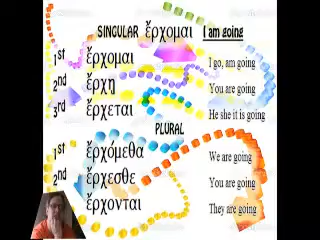 SINGULAR ἔρχομαι I am going
1st ἔρχομαι I go, am going
2nd ἔρχῃ You are going
3rd ἔρχεται He she it is going
PLURAL
1st ἔρχόμεθα We are going
2nd ἔρχεσθε You are going
ἔρχονται They are going